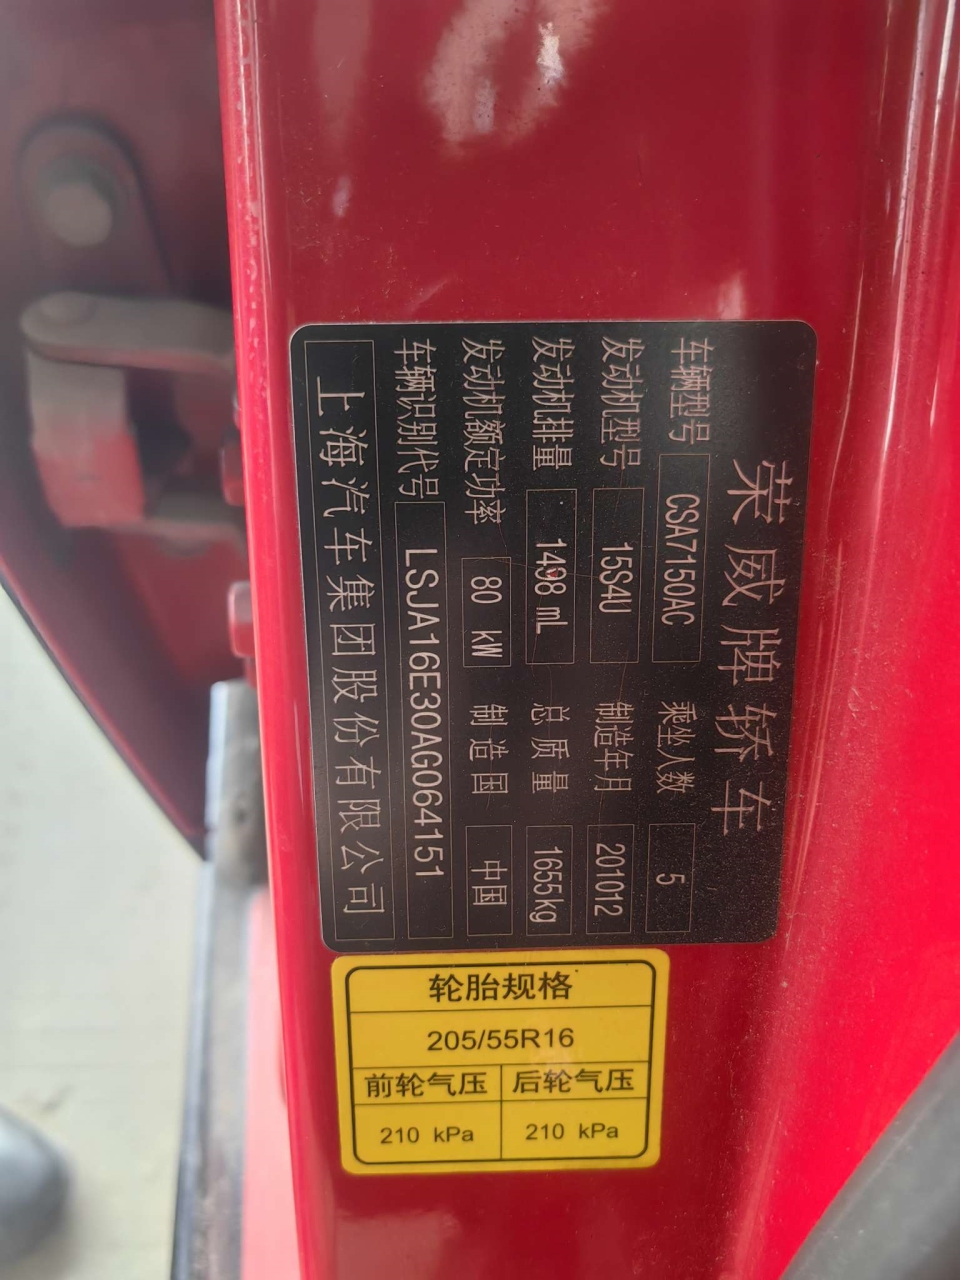 荣威牌轿车
车辆型号 CSA7150AC 乘坐人数 5
发动机型号 15S4U 制造年月 201012
发动机排量 1498 mL 总质量 1655kg
发动机额定功率 80 kW 制造国 中国
车辆识别代号 LSJA16E30AG064151
上海汽车集团股份有限公司
轮胎规格
205/55R16
前轮气压 后轮气压
210 kPa 210 kPa